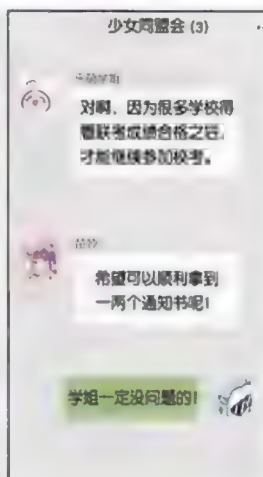 少女同盟会 (3)
对啊，因为很多学校得
要联考成绩合格之后，
才能继续参加校考。
希望可以顺利拿到
一两个通知书呢！
学姐一定没问题的！